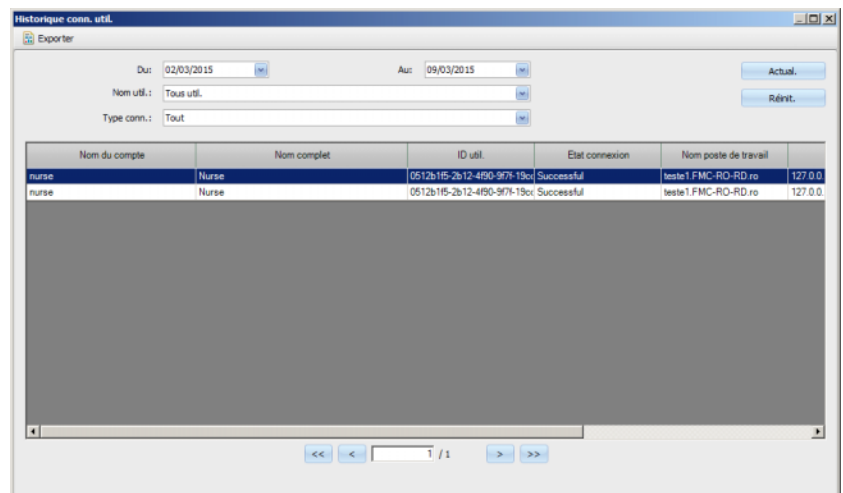 Historique conn. util.
Exporter
Du: 02/03/2015 Au: 09/03/2015 Actual.
Nom util.: Tous util. Réinit.
Type conn.: Tout
Nom du compte Nom complet ID util. Etat connexion Nom poste de travail
nurse Nurse 0512b1f5-2b12-4f90-9f7f-19cc Successful teste1.FMC-RO-RD.ro 127.0.0.
nurse Nurse 0512b1f5-2b12-4f90-9f7f-19cc Successful teste1.FMC-RO-RD.ro 127.0.0.
<< < 1 / 1 > >>